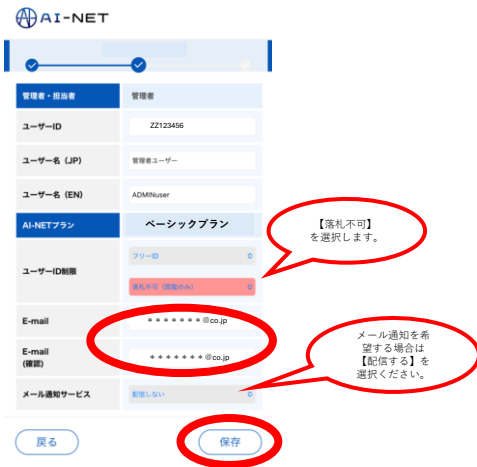 AI-NET
管理者・担当者 管理者
ユーザーID ZZ123456
ユーザー名（JP） 管理者ユーザー
ユーザー名（EN） ADMINuser
AI-NETプラン ベーシックプラン
ユーザーID制限
フリーID
落札不可（閲覧のみ）
【落札不可】
を選択します。
E-mail ＊＊＊＊＊＊＊@co.jp
E-mail
(確認)
＊＊＊＊＊＊＊@co.jp
メール通知サービス 配信しない
メール通知を希
望する場合は
【配信する】を
選択ください。
戻る 保存